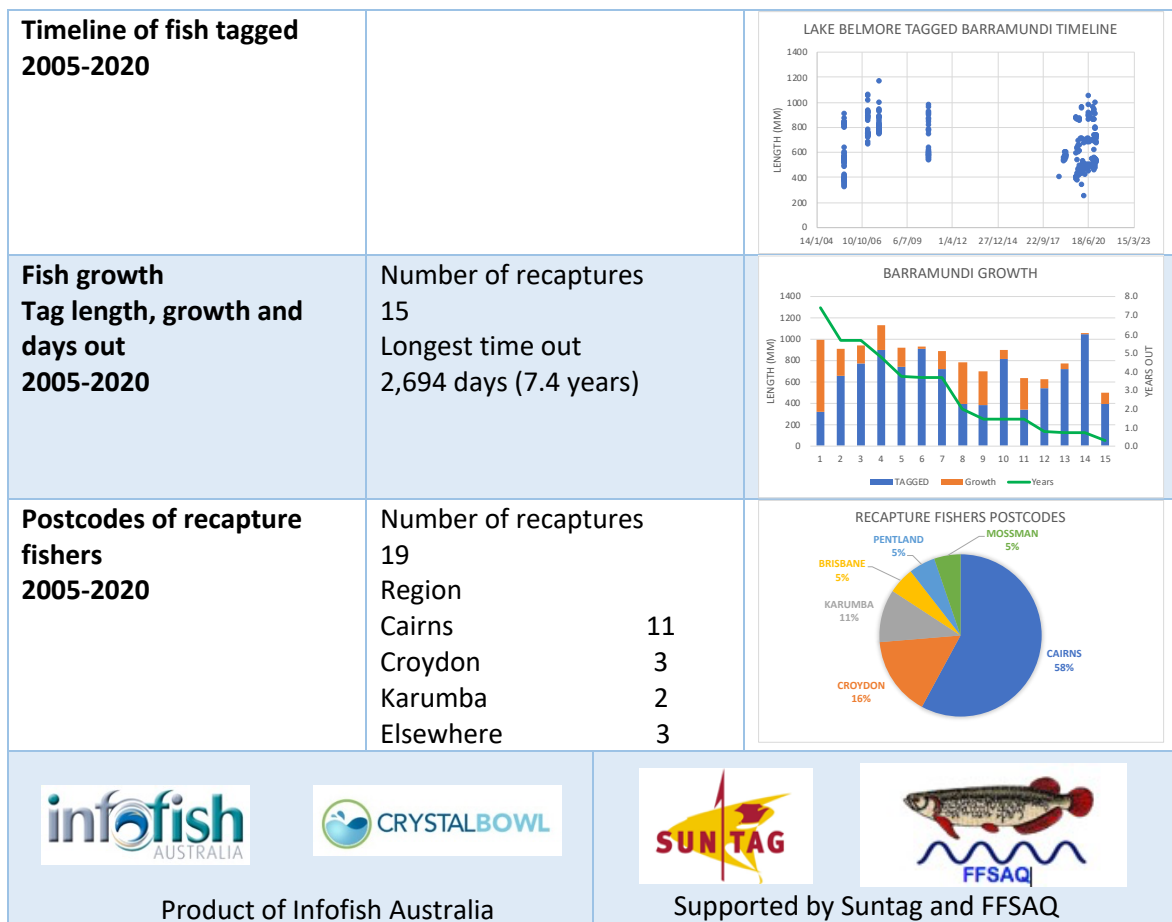 Timeline of fish tagged
2005-2020
LAKE BELMORE TAGGED BARRAMUNDI TIMELINE
LENGTH (MM)
1400
1200
1000
800
600
400
200
0
14/1/04 10/10/06 6/7/09 1/4/12 27/12/14 22/9/17 18/6/20 15/3/23
Fish growth
Tag length, growth and
days out
2005-2020
Number of recaptures
15
Longest time out
2,694 days (7.4 years)
BARRAMUNDI GROWTH
LENGTH (MM)
1400
1200
1000
800
600
400
200
0
8.0
7.0
6.0
5.0
4.0
3.0
2.0
1.0
0.0
YEARS OUT
1 2 3 4 5 6 7 8 9 10 11 12 13 14 15
TAGGED Growth Years
Postcodes of recapture
fishers
2005-2020
Number of recaptures
19
Region
Cairns 11
Croydon 3
Karumba 2
Elsewhere 3
RECAPTURE FISHERS POSTCODES
MOSSMAN
5%
PENTLAND
5%
BRISBANE
5%
KARUMBA
11%
CROYDON
16%
CAIRNS
58%
infofish
AUSTRALIA
CRYSTALBOWL
Product of Infofish Australia
SUNTAG
FFSAQ
Supported by Suntag and FFSAQ